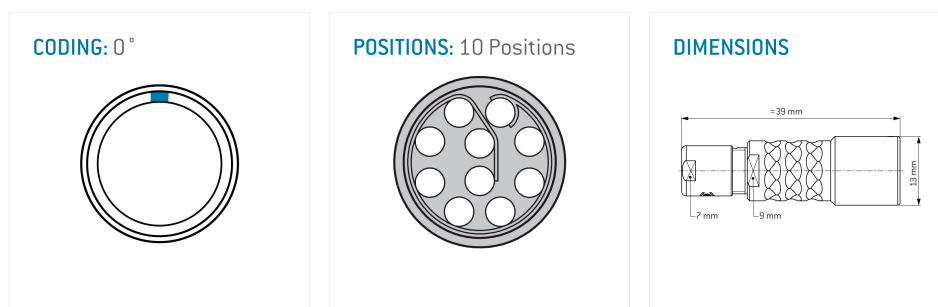 CODING: 0°
POSITIONS: 10 Positions
DIMENSIONS
≈39 mm
13 mm
7 mm
9 mm